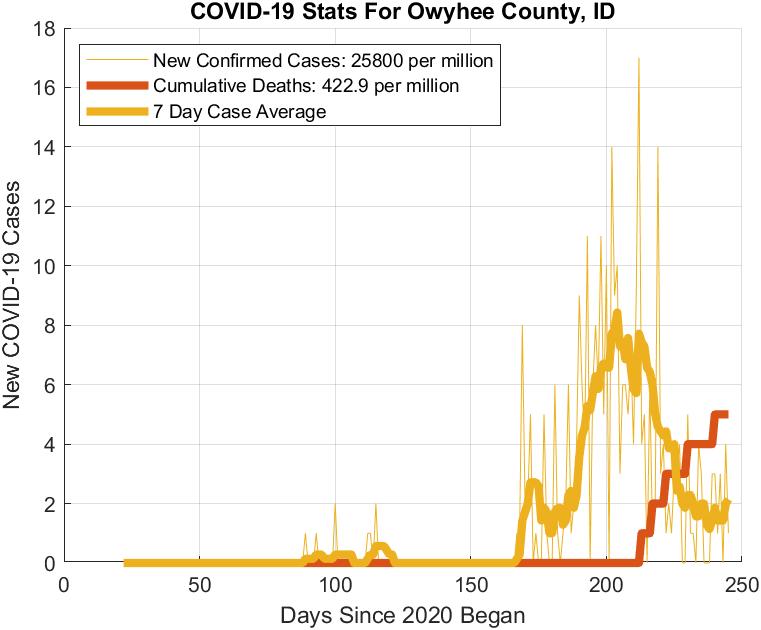 COVID-19 Stats For Owyhee County, ID
18
16
14
12
10
8
6
4
2
0
New COVID-19 Cases
New Confirmed Cases: 25800 per million
Cumulative Deaths: 422.9 per million
7 Day Case Average
0 50 100 150 200 250
Days Since 2020 Began